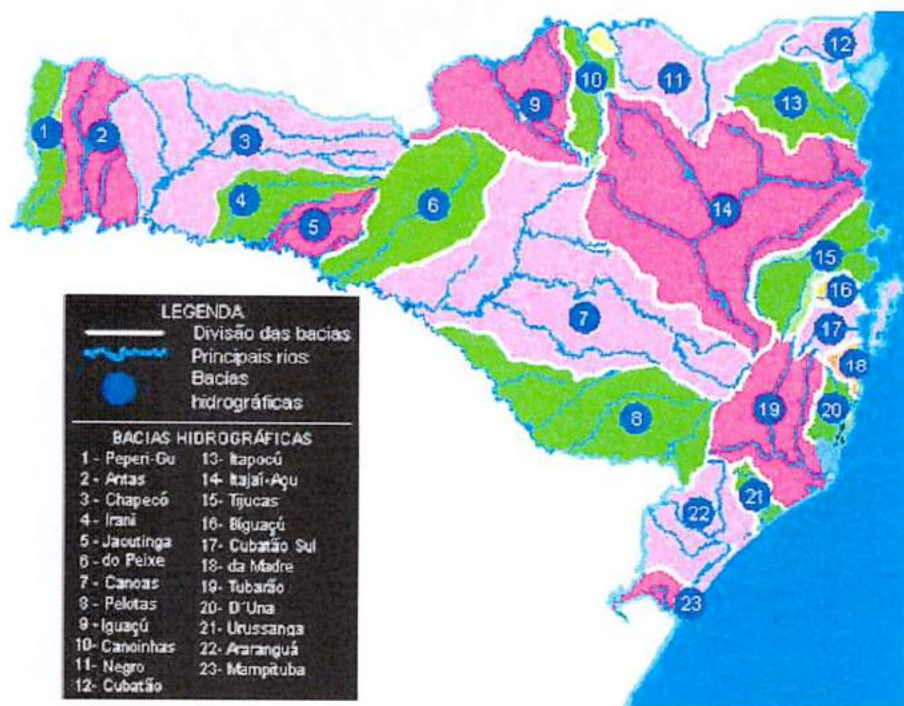 12
10
11
9
13
1
2
3
4
6
14
5
15
16
7
17
18
19
20
8
21
22
23
LEGENDA
Divisão das bacias
Principais rios
Bacias
hidrográficas
BACIAS HIDROGRÁFICAS
1 - Peperi-Gu
2 - Antas
3 - Chapecó
4 - Irani
5 - Jacutinga
6 - do Peixe
7 - Canoas
8 - Pelotas
9 - Iguaçú
10- Canoinhas
11- Negro
12- Cubatão
13- Itapocú
14- Itajaí-Açu
15- Tijucas
16- Biguaçú
17- Cubatão Sul
18- da Madre
19- Tubarão
20- D'Una
21- Urussanga
22- Araranguá
23- Mampituba